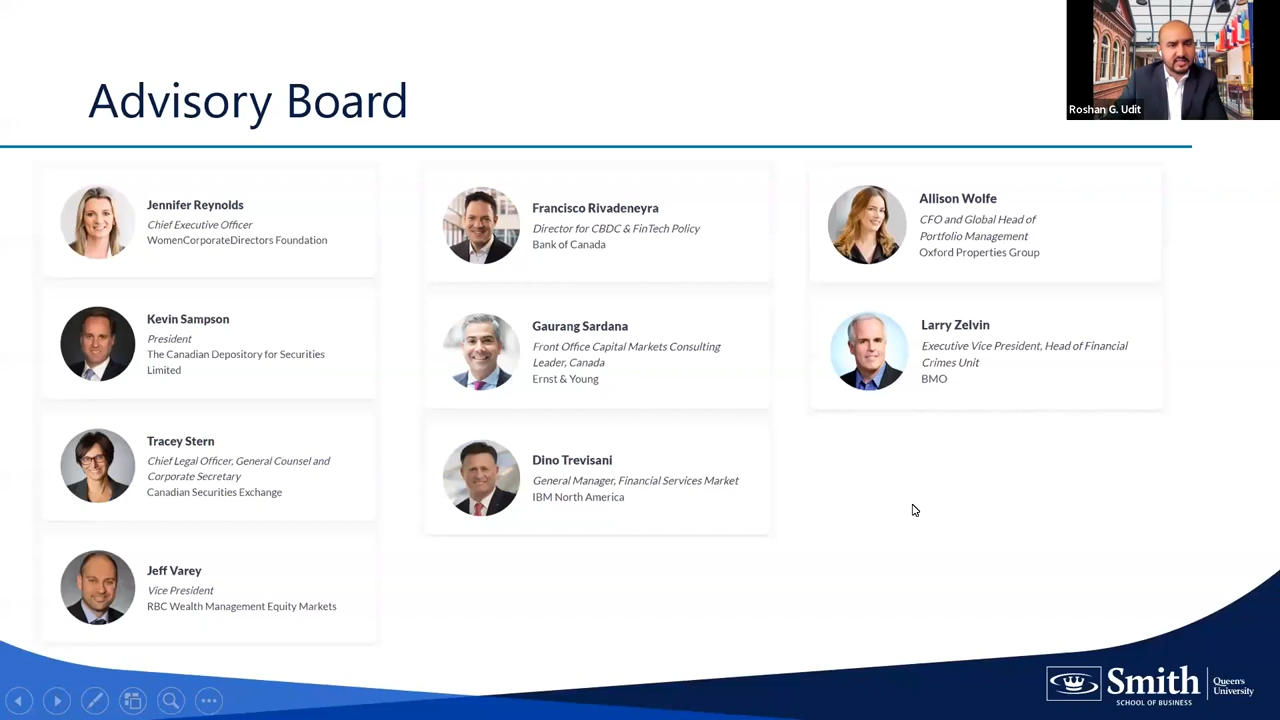 Advisory Board
Roshan G. Udit
Jennifer Reynolds
Chief Executive Officer
WomenCorporateDirectors Foundation
Kevin Sampson
President
The Canadian Depository for Securities
Limited
Tracey Stern
Chief Legal Officer, General Counsel and
Corporate Secretary
Canadian Securities Exchange
Jeff Varey
Vice President
RBC Wealth Management Equity Markets
Francisco Rivadeneyra
Director for CBDC & FinTech Policy
Bank of Canada
Gaurang Sardana
Front Office Capital Markets Consulting
Leader, Canada
Ernst & Young
Dino Trevisani
General Manager, Financial Services Market
IBM North America
Allison Wolfe
CFO and Global Head of
Portfolio Management
Oxford Properties Group
Larry Zelvin
Executive Vice President, Head of Financial
Crimes Unit
BMO
Smith
SCHOOL OF BUSINESS
Queen's
University